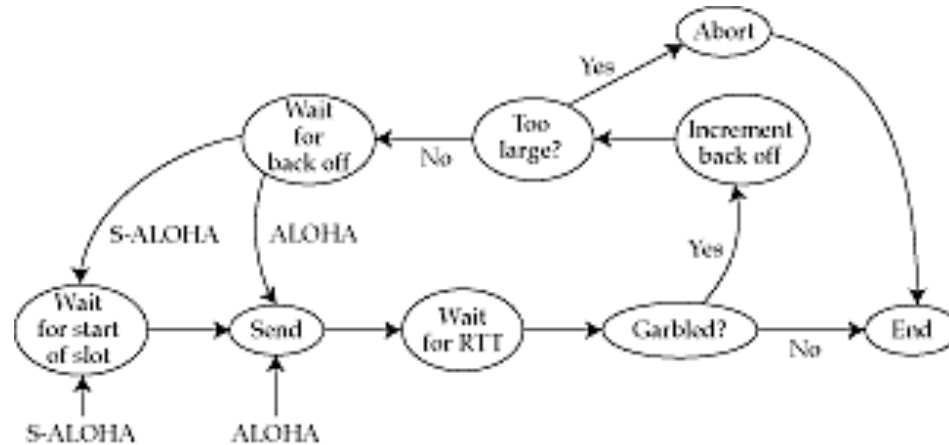 Abort
Yes
Wait
for
back off
Too
large?
Increment
back off
No
S-ALOHA
ALOHA
Yes
Wait
for start
of slot
Send
Wait
for RTT
Garbled?
No
End
S-ALOHA
ALOHA